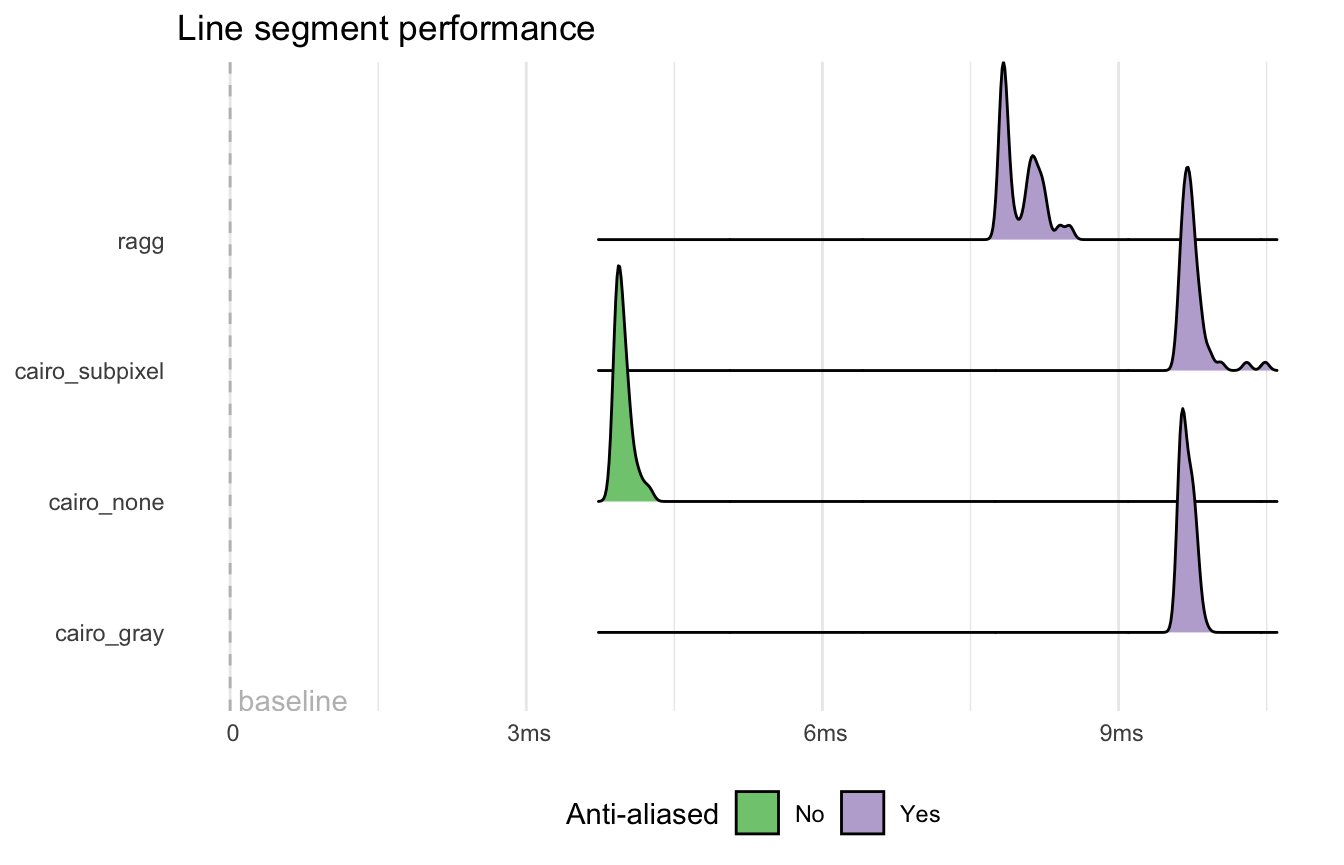 Line segment performance
ragg
cairo_subpixel
cairo_none
cairo_gray
baseline
0 3ms 6ms 9ms
Anti-aliased No Yes